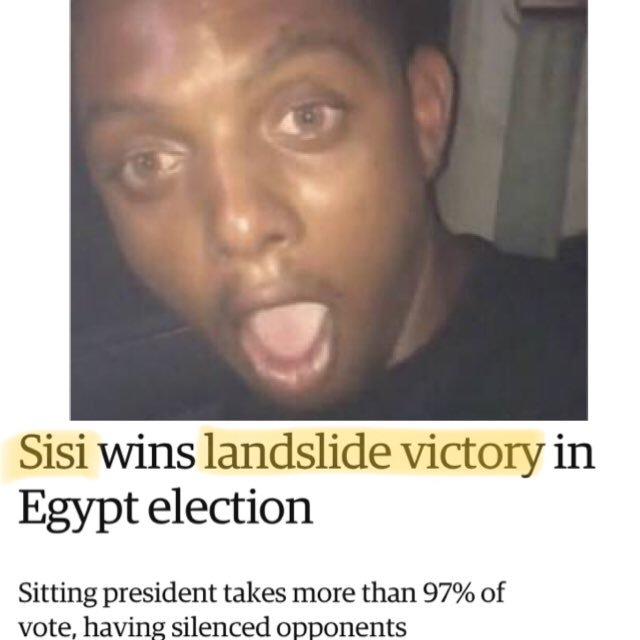 Sisi wins landslide victory in
Egypt election
Sitting president takes more than 97% of
vote, having silenced opponents